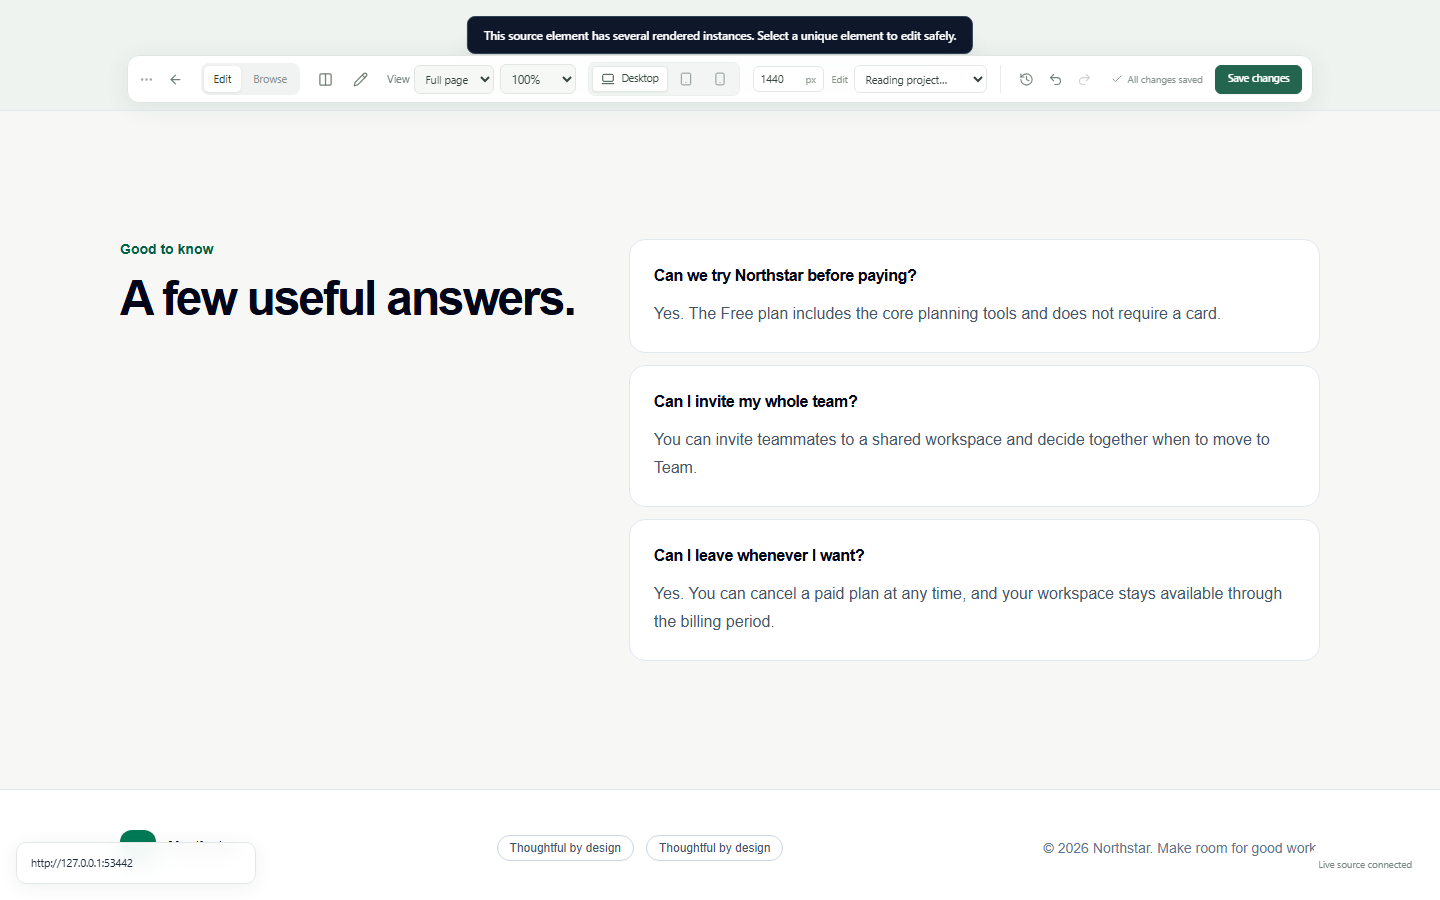 This source element has several rendered instances. Select a unique element to edit safely.
Edit Browse View Full page 100% Desktop 1440 px Edit Reading project... All changes saved Save changes
Good to know
A few useful answers.
Can we try Northstar before paying?
Yes. The Free plan includes the core planning tools and does not require a card.
Can I invite my whole team?
You can invite teammates to a shared workspace and decide together when to move to
Team.
Can I leave whenever I want?
Yes. You can cancel a paid plan at any time, and your workspace stays available through
the billing period.
Thoughtful by design Thoughtful by design © 2026 Northstar. Make room for good work
http://127.0.0.1:53442
Live source connected